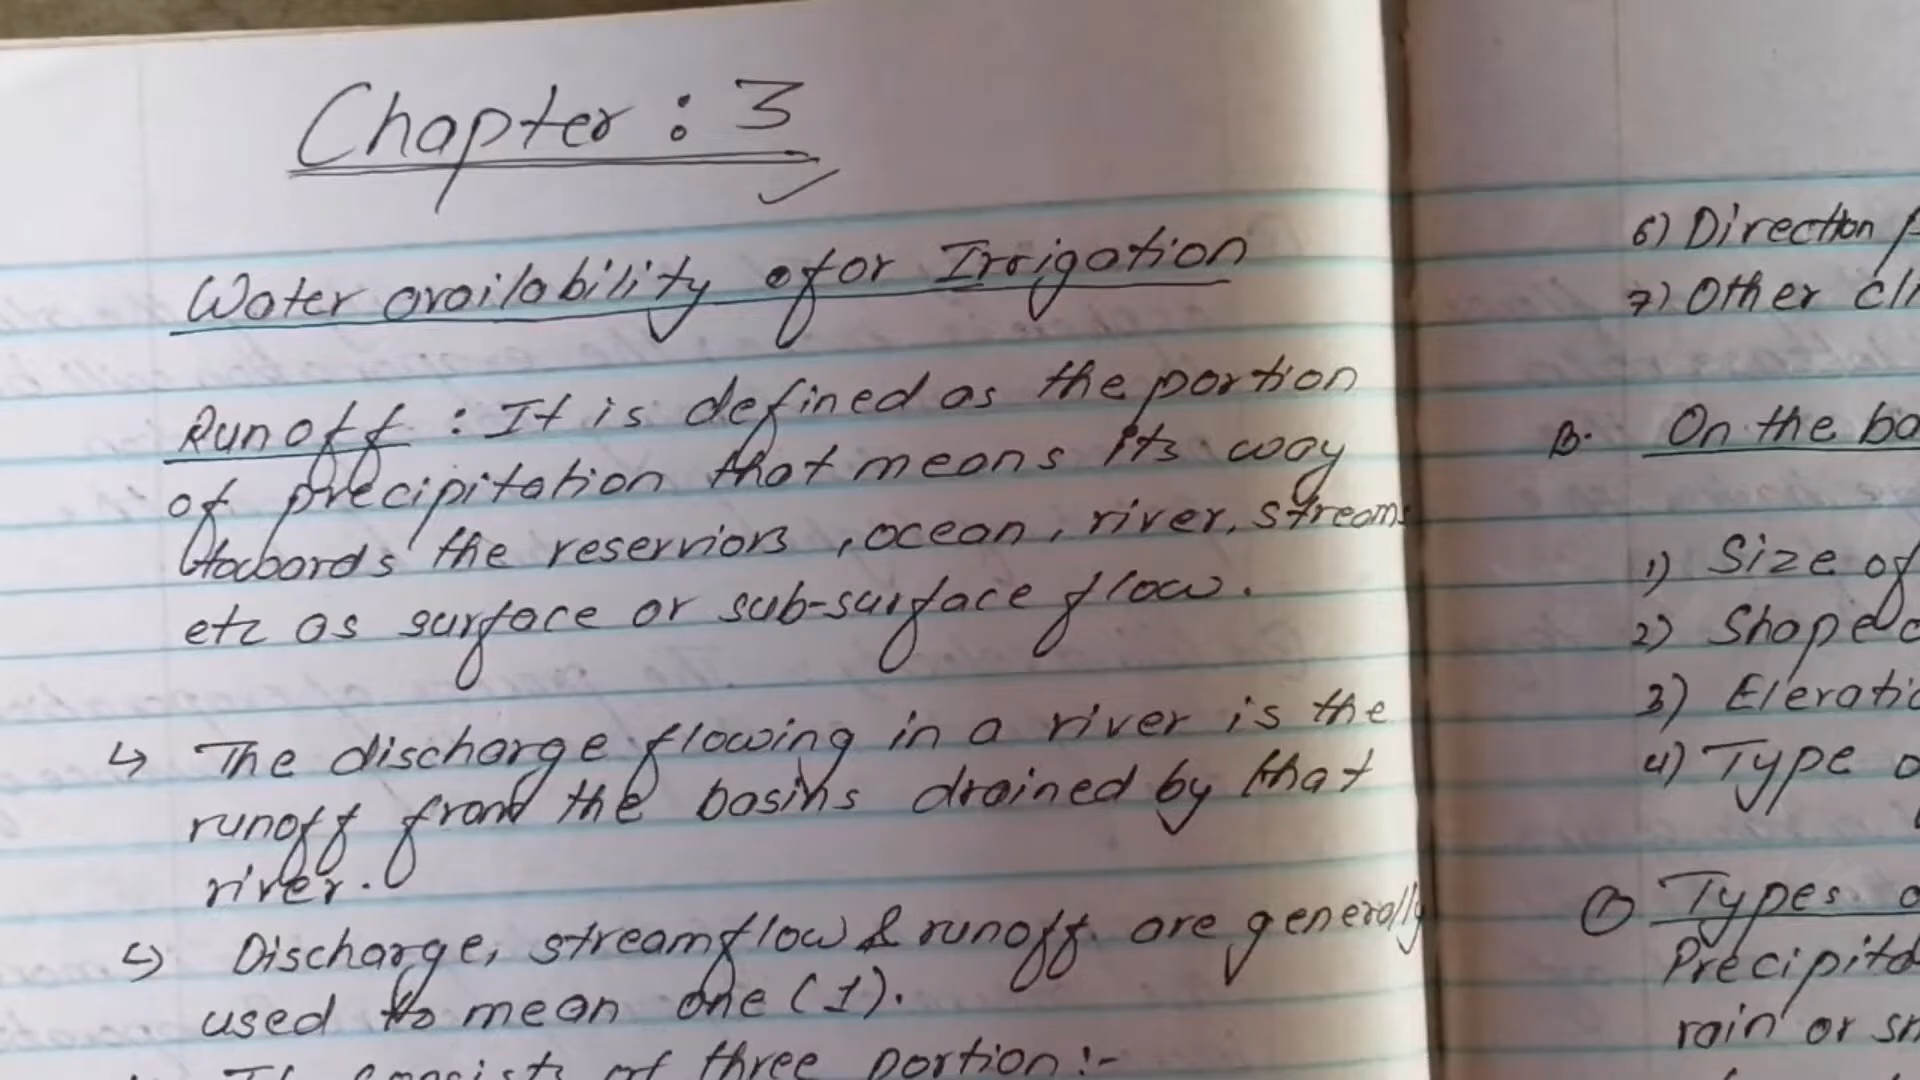 Chapter : 3
Water availability for Irrigation
Runoff : It is defined as the portion
of precipitation that means its way
towards the reserviors , ocean, river, streams
etc as surface or sub-surface flow.
↳ The discharge flowing in a river is the
runoff from the basins drained by that
river.
↳ Discharge, streamflow & runoff are generally
used to mean one (1).
It consists of three portion :-
6) Direction
7) Other
B. On the
1) Size of
2) Shape
3)
4) Type
Types

rain or